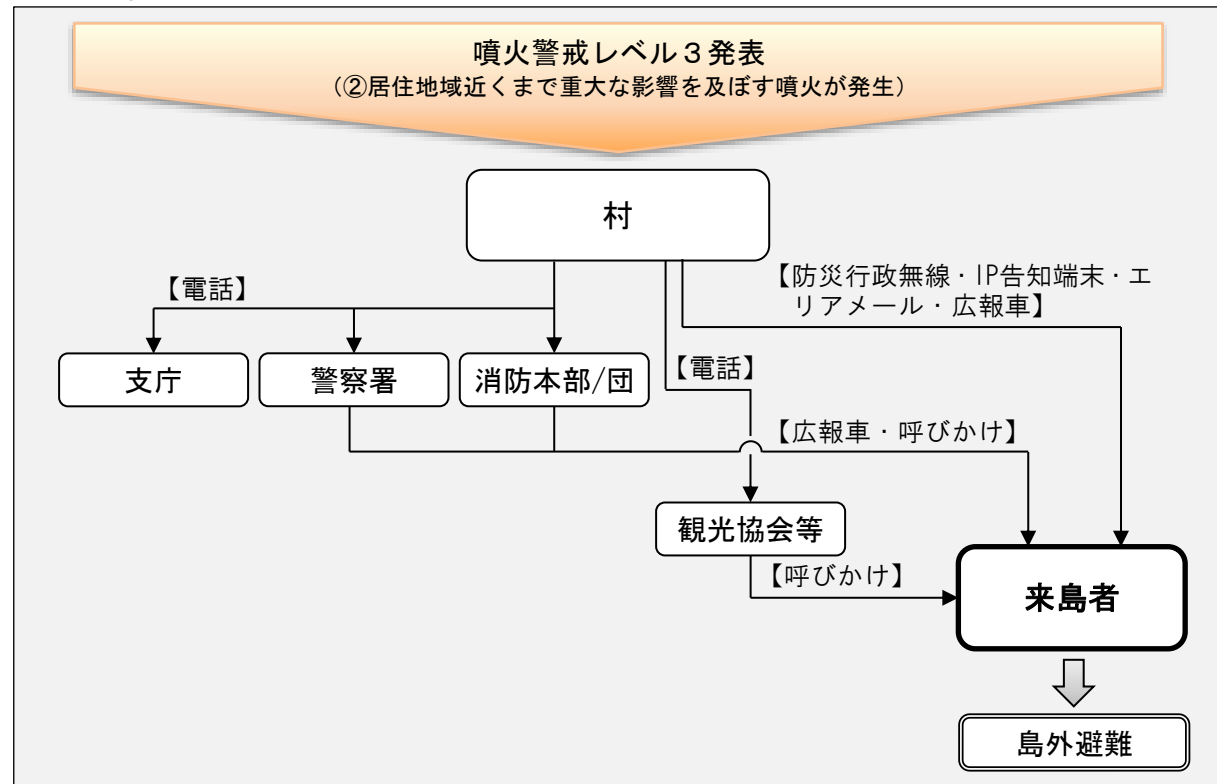 噴火警戒レベル３発表
（②居住地域近くまで重大な影響を及ぼす噴火が発生）
村
【電話】
【防災行政無線・IP告知端末・エ
リアメール・広報車】
支庁
警察署
消防本部/団
【電話】
【広報車・呼びかけ】
観光協会等
【呼びかけ】
来島者
島外避難